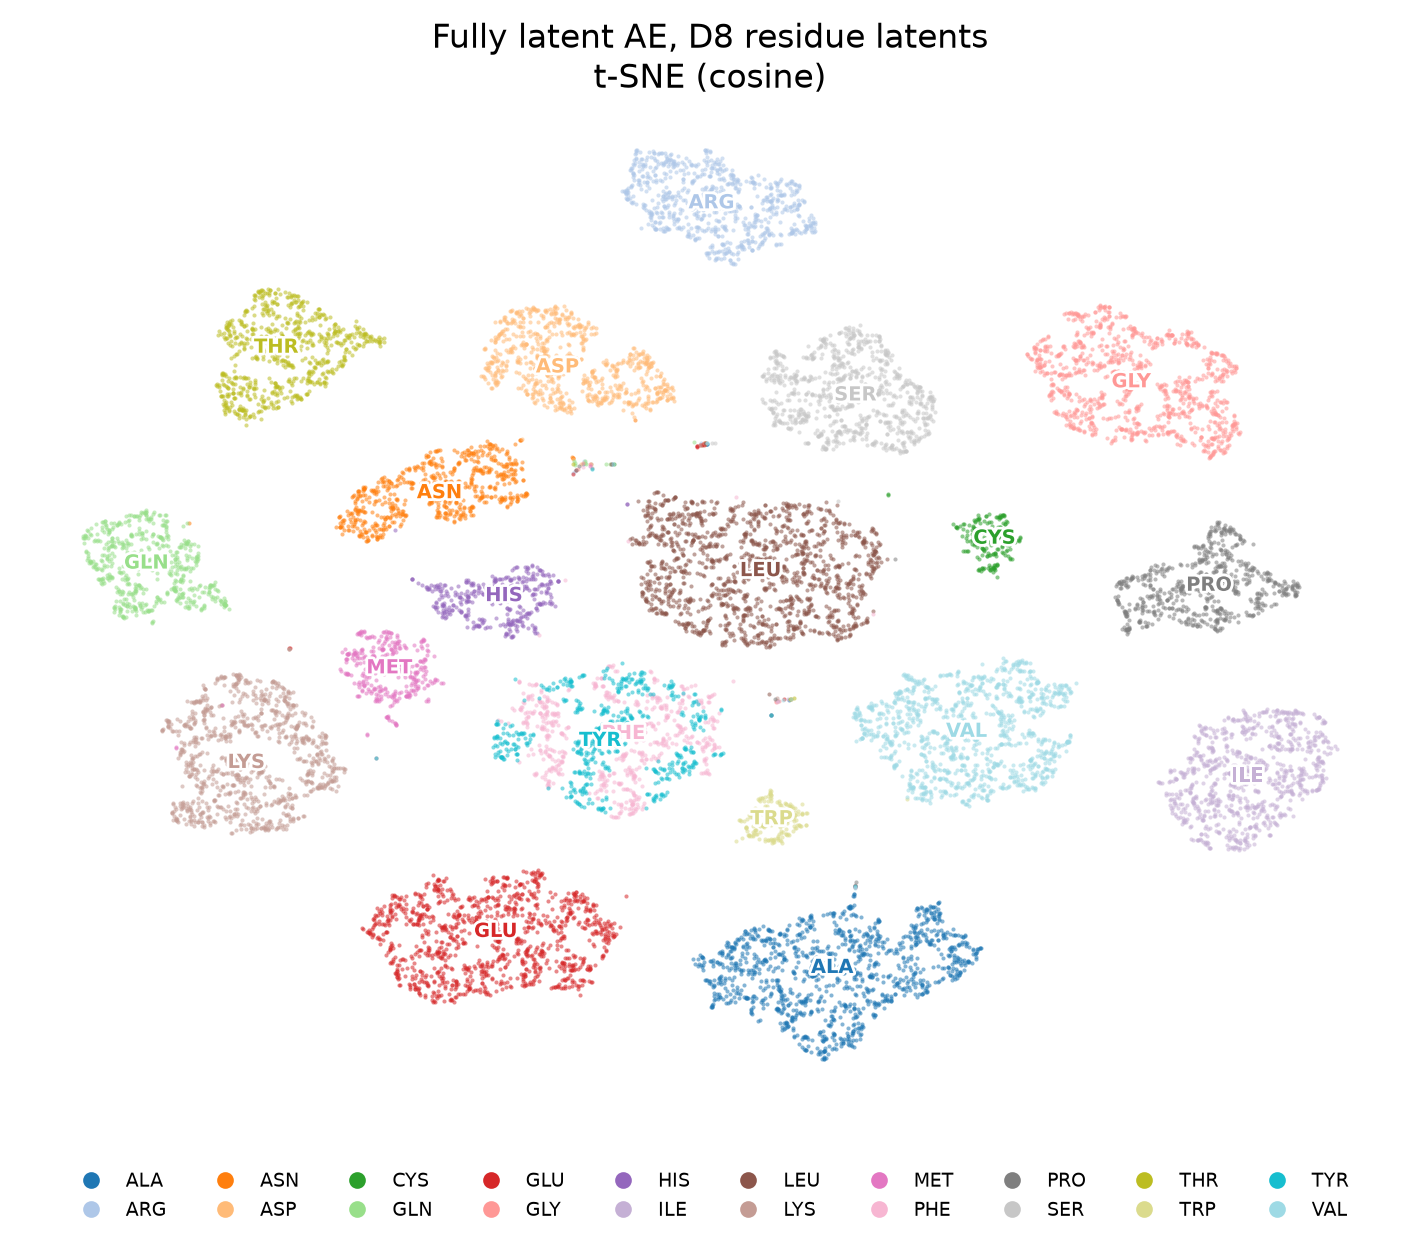 Fully latent AE, D8 residue latents
t-SNE (cosine)
ARG
THR
ASP
GLY
SER
ASN
CYS
GLN
LEU
PRO
HIS
MET
PHE
VAL
TYR
LYS
ILE
TRP
GLU
ALA
ALA ASN CYS GLU HIS LEU MET PRO THR TYR
ARG ASP GLN GLY ILE LYS PHE SER TRP VAL